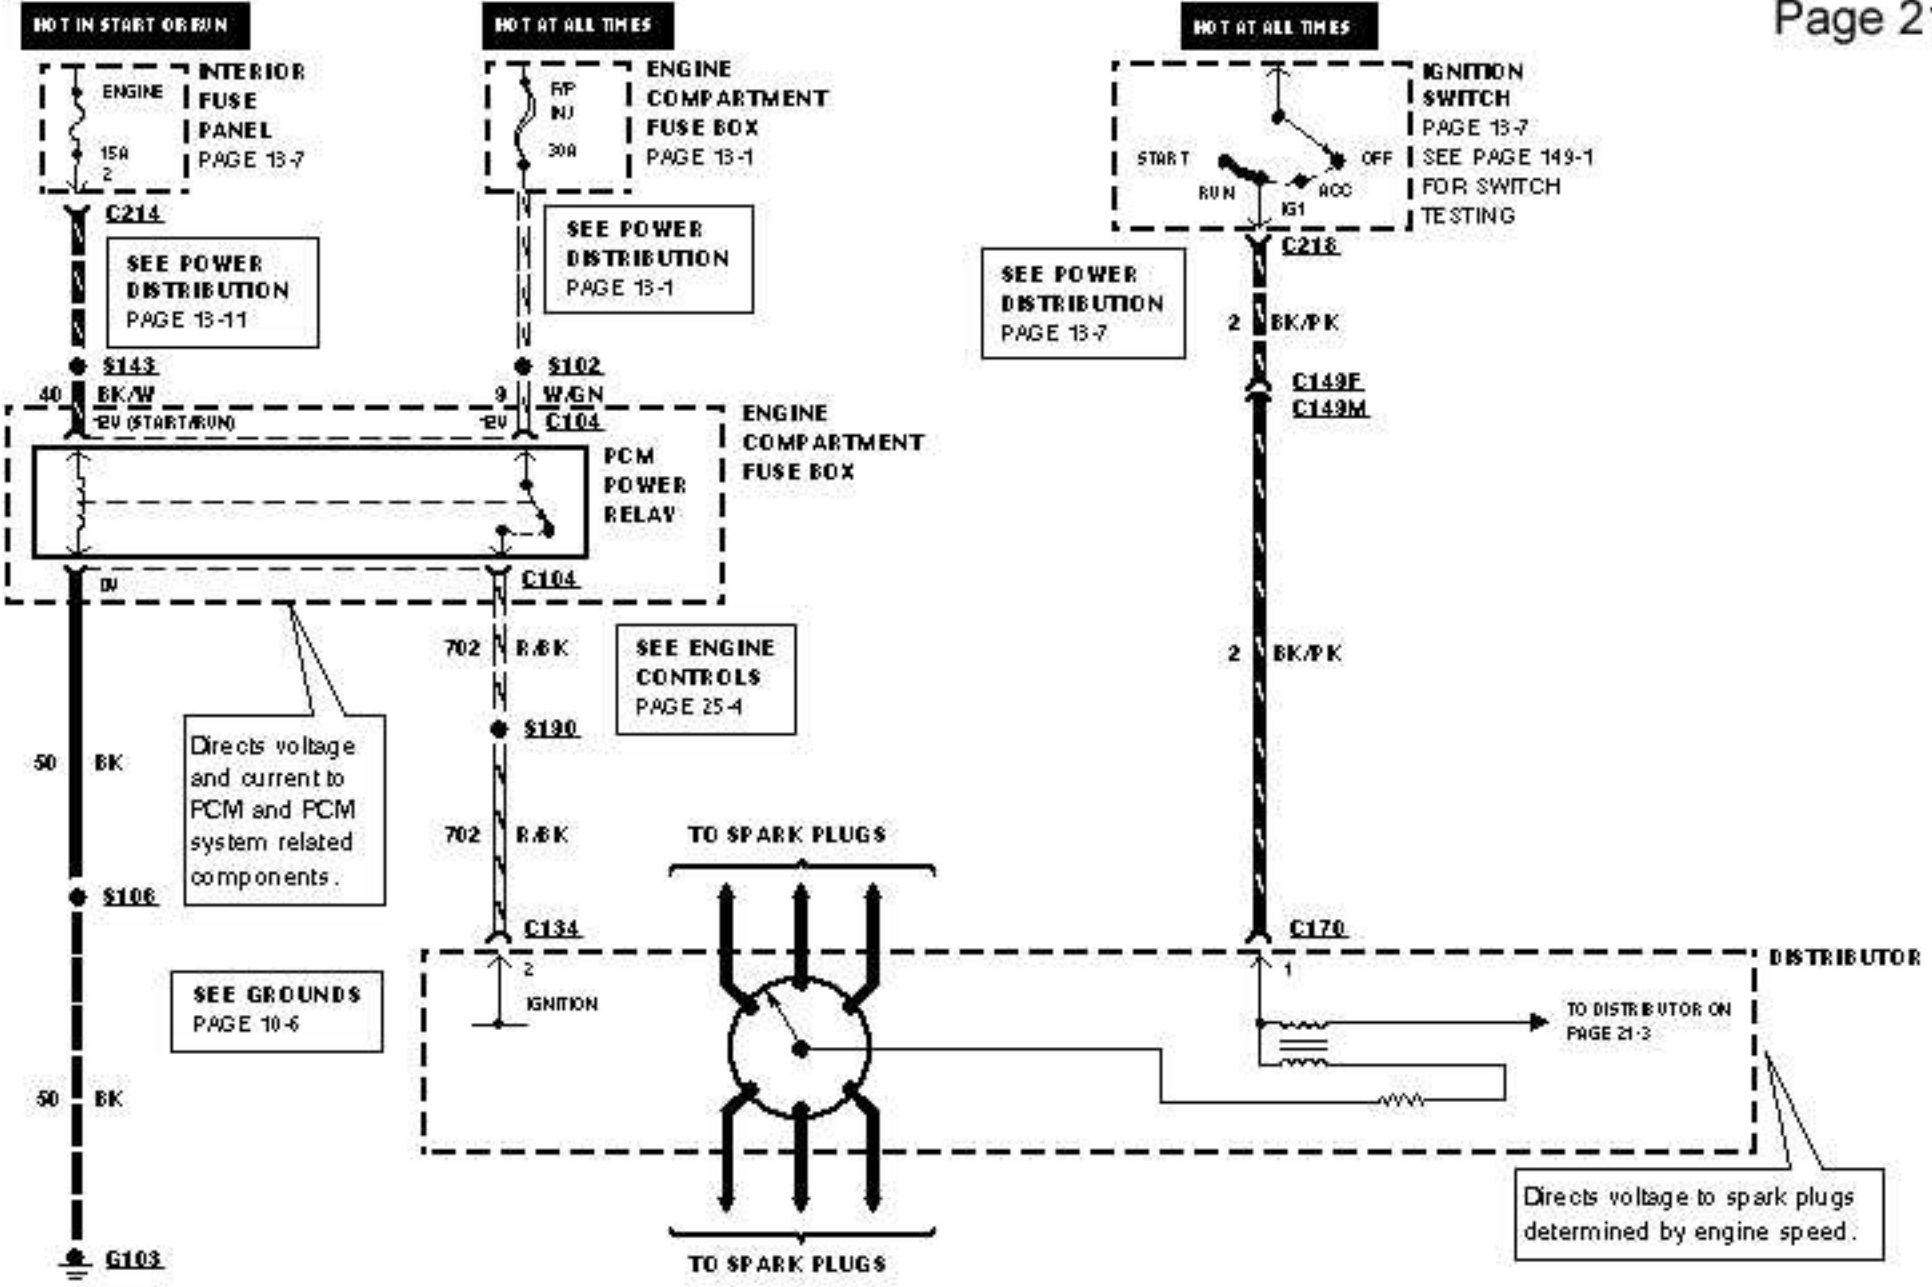 Page 2
HOT IN START OR RUN
HOT AT ALL TIMES
HOT AT ALL TIMES
ENGINE
15A
2
INTERIOR
FUSE
PANEL
PAGE 13-7
F/P
INJ
30A
ENGINE
COMPARTMENT
FUSE BOX
PAGE 13-1
START
RUN
IG1
ACC
OFF
IGNITION
SWITCH
PAGE 13-7
SEE PAGE 149-1
FOR SWITCH
TESTING
C214
SEE POWER
DISTRIBUTION
PAGE 13-11
SEE POWER
DISTRIBUTION
PAGE 13-1
C218
SEE POWER
DISTRIBUTION
PAGE 13-7
2 BK/PK
S143
S102
40 BK/W
9 W/GN
C149F
C149M
12V (START/RUN)
12V
C104
PCM
POWER
RELAY
ENGINE
COMPARTMENT
FUSE BOX
0V
C104
702 R/BK
SEE ENGINE
CONTROLS
PAGE 25-4
2 BK/PK
S190
Directs voltage
and current to
PCM and PCM
system related
components.
50 BK
702 R/BK
TO SPARK PLUGS
S106
C134
C170
DISTRIBUTOR
SEE GROUNDS
PAGE 10-6
2
IGNITION
1
TO DISTRIBUTOR ON
PAGE 21-3
50 BK
Directs voltage to spark plugs
determined by engine speed.
G103
TO SPARK PLUGS